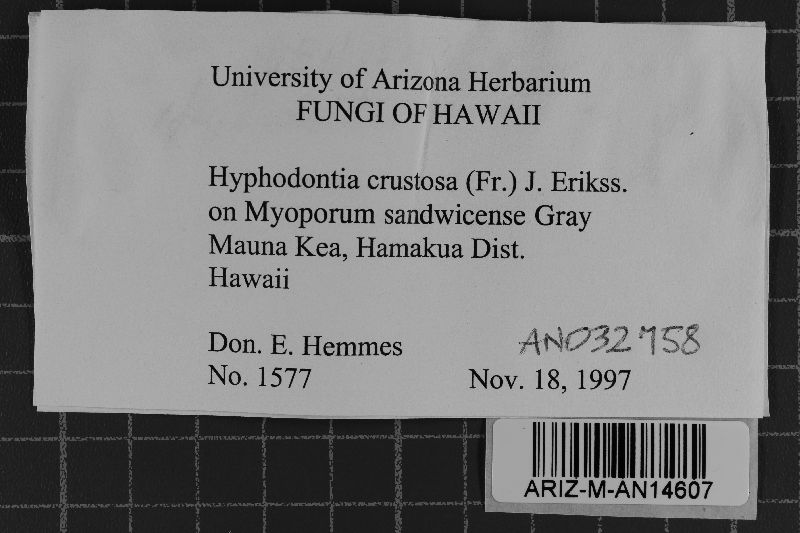 University of Arizona Herbarium
FUNGI OF HAWAII
Hyphodontia crustosa (Fr.) J. Erikss.
on Myoporum sandwicense Gray
Mauna Kea, Hamakua Dist.
Hawaii
Don. E. Hemmes
AN032758
No. 1577
Nov. 18, 1997
ARIZ-M-AN14607